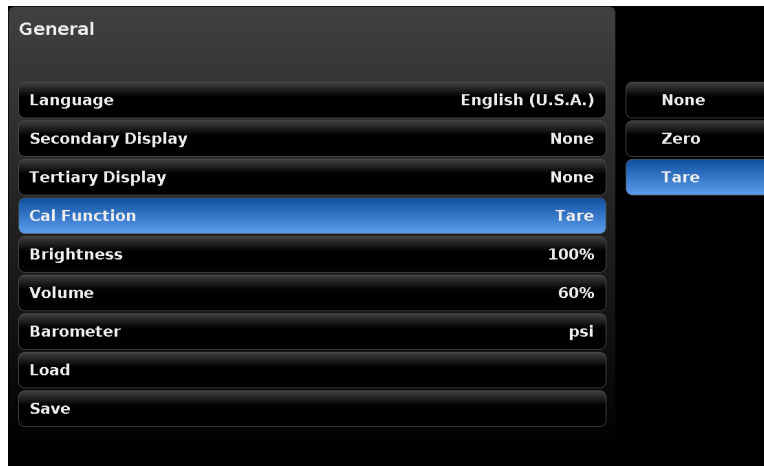 General
Language English (U.S.A.)
Secondary Display None
Tertiary Display None
Cal Function Tare
Brightness 100%
Volume 60%
Barometer psi
Load
Save
None
Zero
Tare